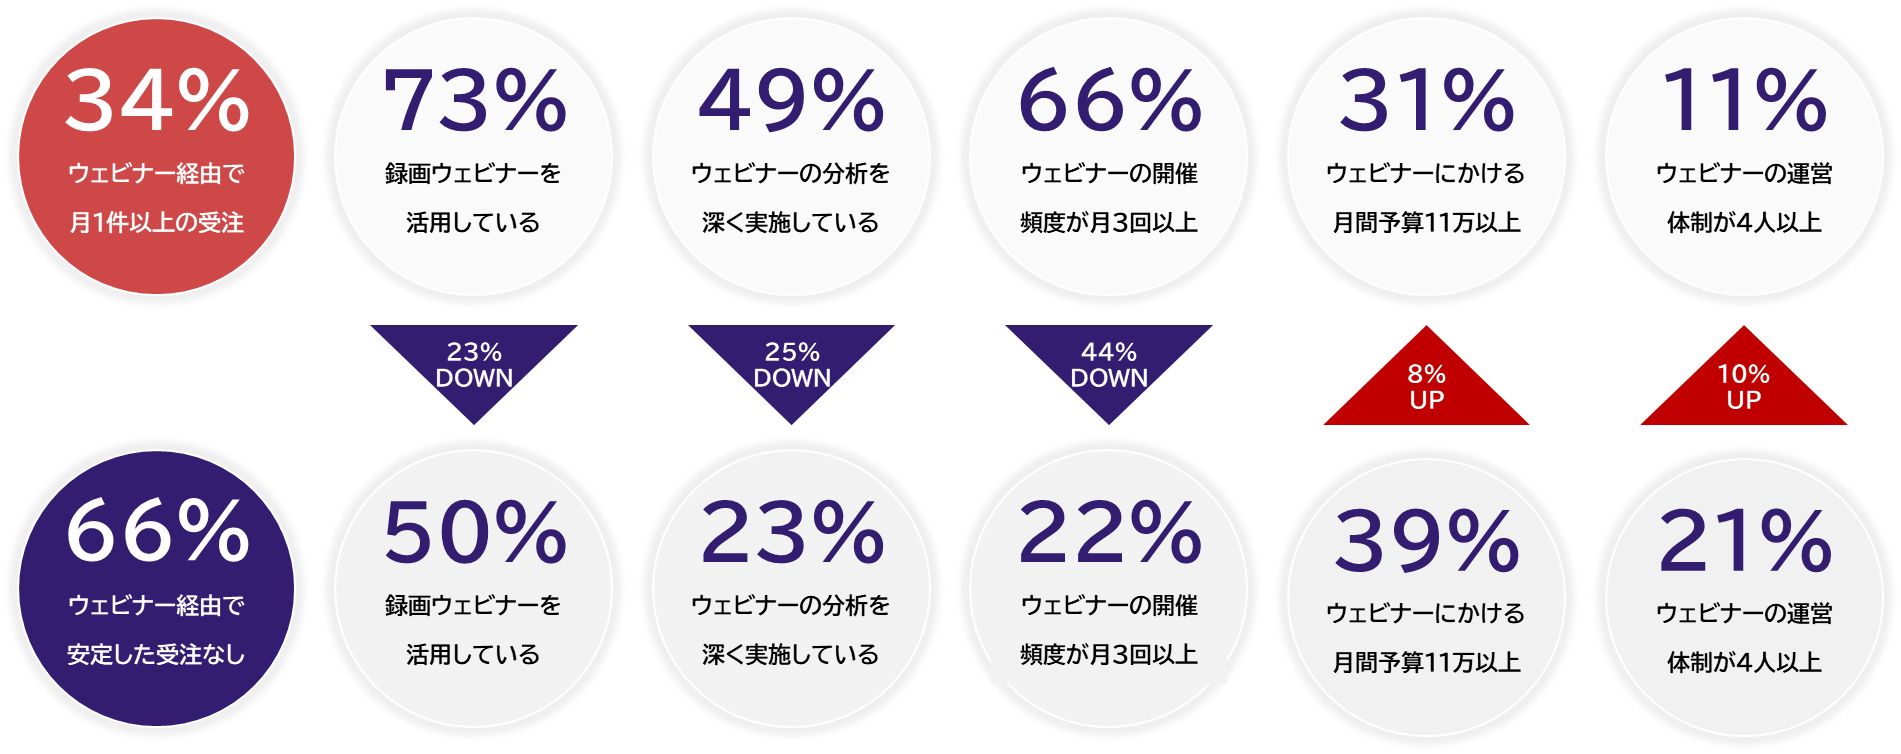 34%
ウェビナー経由で
月1件以上の受注
73%
録画ウェビナーを
活用している
49%
ウェビナーの分析を
深く実施している
66%
ウェビナーの開催
頻度が月3回以上
31%
ウェビナーにかける
月間予算11万以上
11%
ウェビナーの運営
体制が4人以上
23%
DOWN
25%
DOWN
44%
DOWN
8%
UP
10%
UP
66%
ウェビナー経由で
安定した受注なし
50%
録画ウェビナーを
活用している
23%
ウェビナーの分析を
深く実施している
22%
ウェビナーの開催
頻度が月3回以上
39%
ウェビナーにかける
月間予算11万以上
21%
ウェビナーの運営
体制が4人以上